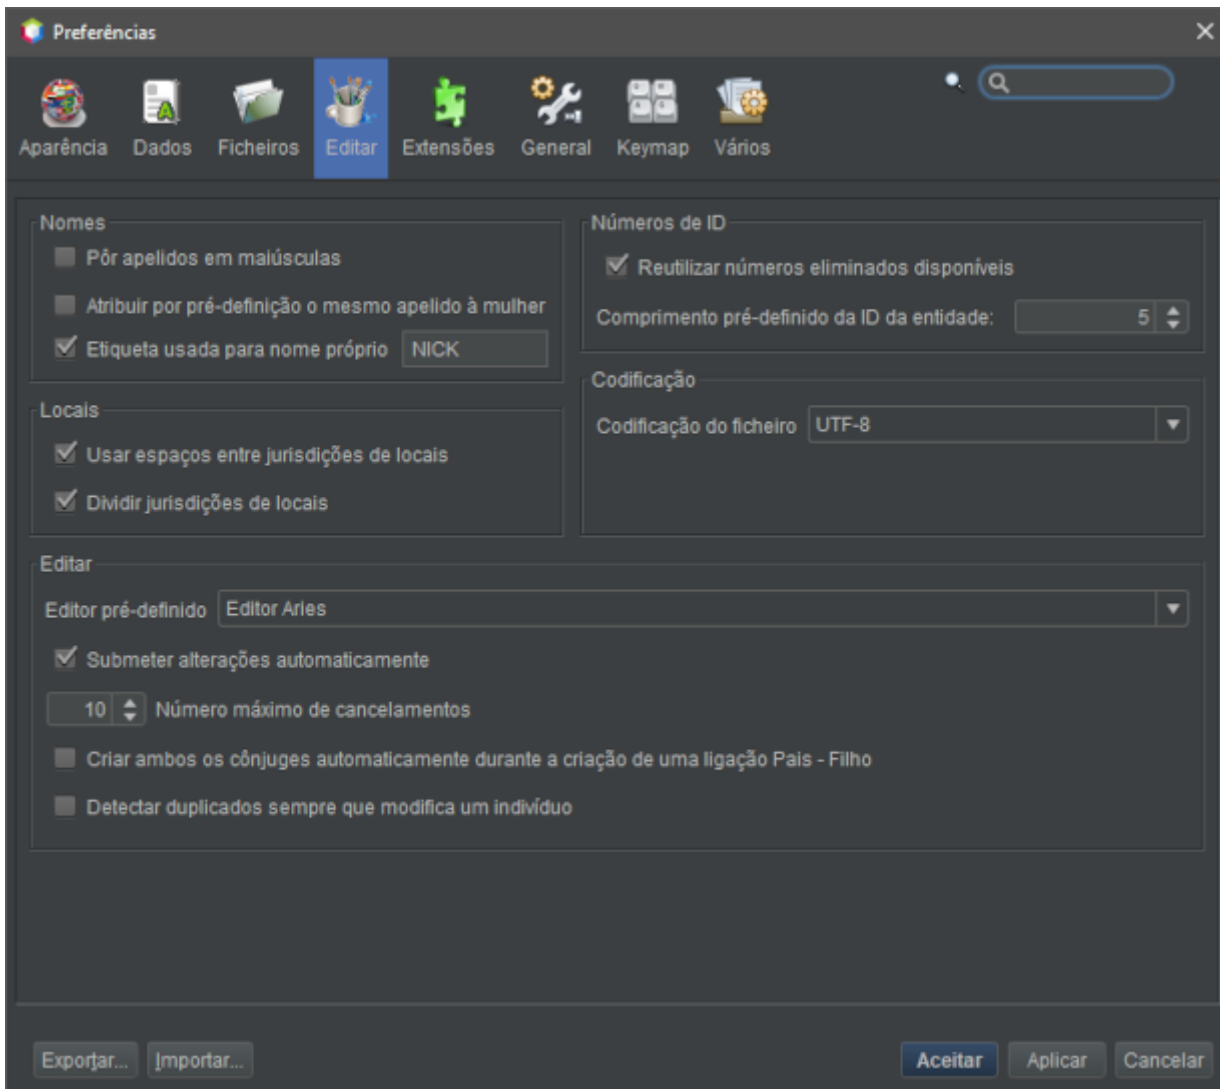 Preferências
Aparência Dados Ficheiros Editar Extensões General Keymap Vários
Nomes
Pôr apelidos em maiúsculas
Atribuir por pré-definição o mesmo apelido à mulher
Etiqueta usada para nome próprio NICK
Números de ID
Reutilizar números eliminados disponíveis
Comprimento pré-definido da ID da entidade: 5
Locais
Usar espaços entre jurisdições de locais
Dividir jurisdições de locais
Codificação
Codificação do ficheiro UTF-8
Editar
Editor pré-definido Editor Aries
Submeter alterações automaticamente
10 Número máximo de cancelamentos
Criar ambos os cônjuges automaticamente durante a criação de uma ligação Pais - Filho
Detectar duplicados sempre que modifica um indivíduo
Exportar... Importar... Aceitar Aplicar Cancelar